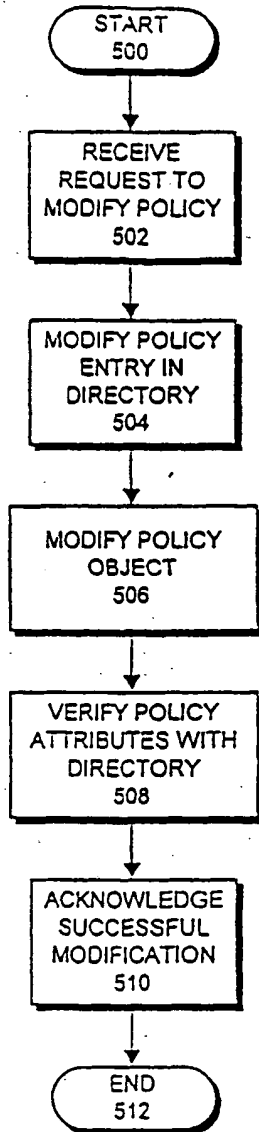 START
500
RECEIVE
REQUEST TO
MODIFY POLICY
502
MODIFY POLICY
ENTRY IN
DIRECTORY
504
MODIFY POLICY
OBJECT
506
VERIFY POLICY
ATTRIBUTES WITH
DIRECTORY
508
ACKNOWLEDGE
SUCCESSFUL
MODIFICATION
510
END
512